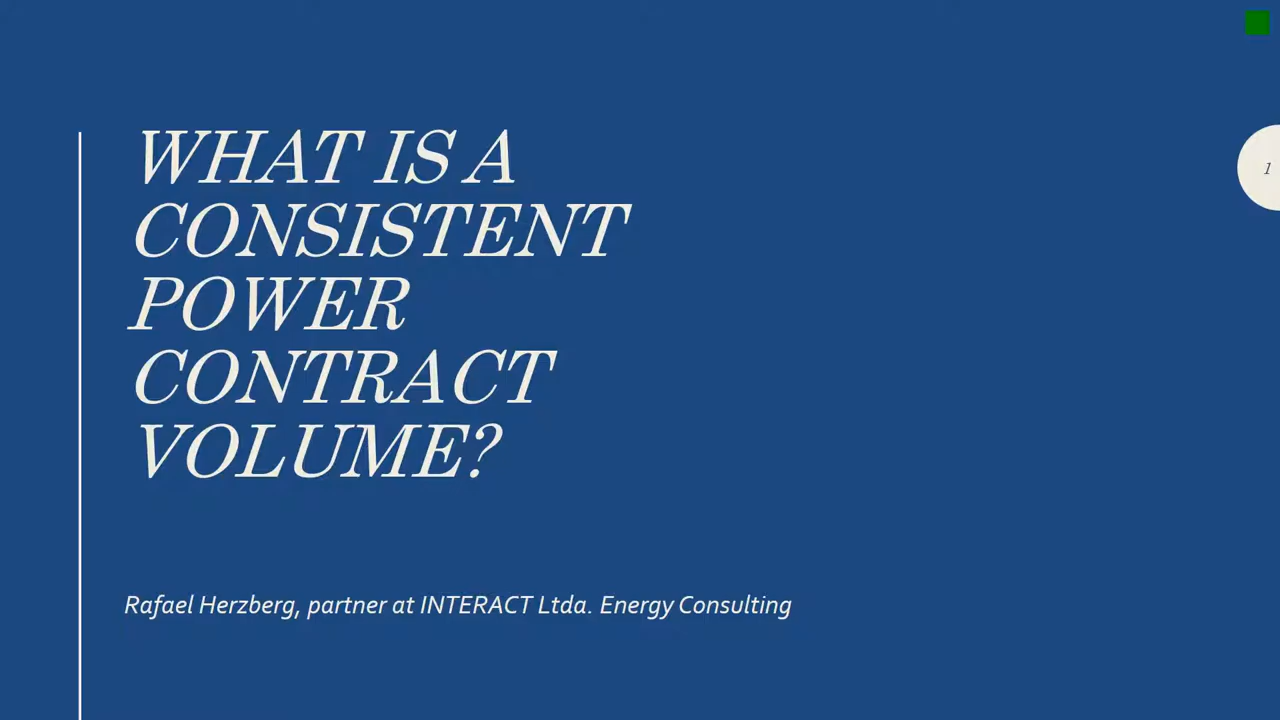 WHAT IS A
CONSISTENT
POWER
CONTRACT
VOLUME?
1
Rafael Herzberg, partner at INTERACT Ltda. Energy Consulting